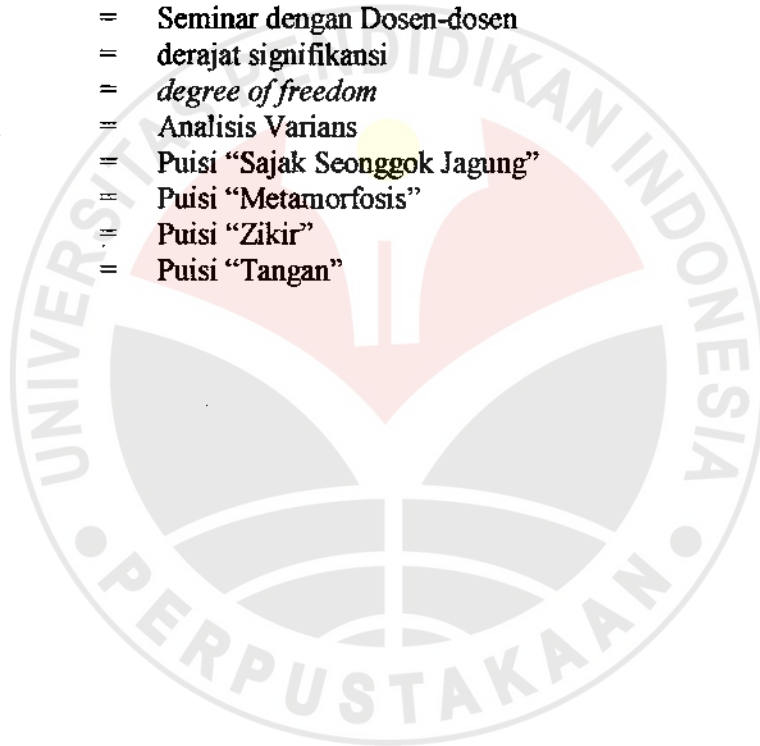 = Seminar dengan Dosen-dosen
= derajat signifikansi
= degree of freedom
= Analisis Varians
= Puisi “Sajak Seonggok Jagung”
= Puisi “Metamorfosis”
= Puisi “Zikir”
= Puisi “Tangan”
UNIVERSITAS PENDIDIKAN INDONESIA
PERPUSTAKAAN